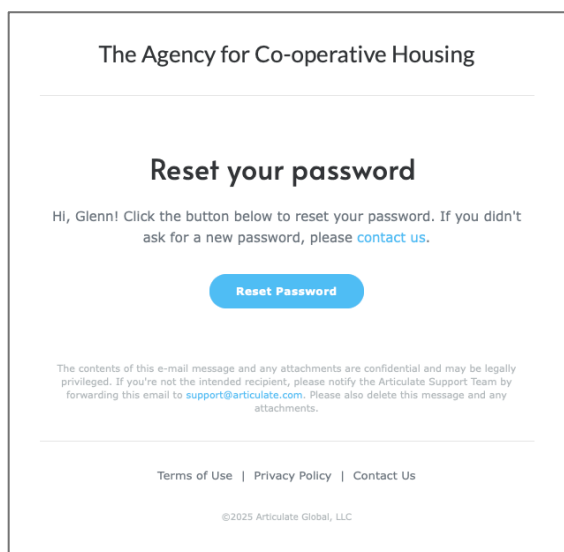 The Agency for Co-operative Housing
Reset your password
Hi, Glenn! Click the button below to reset your password. If you didn't
ask for a new password, please contact us.
Reset Password
The contents of this e-mail message and any attachments are confidential and may be legally
privileged. If you're not the intended recipient, please notify the Articulate Support Team by
forwarding this email to support@articulate.com. Please also delete this message and any
attachments.
Terms of Use | Privacy Policy | Contact Us
©2025 Articulate Global, LLC